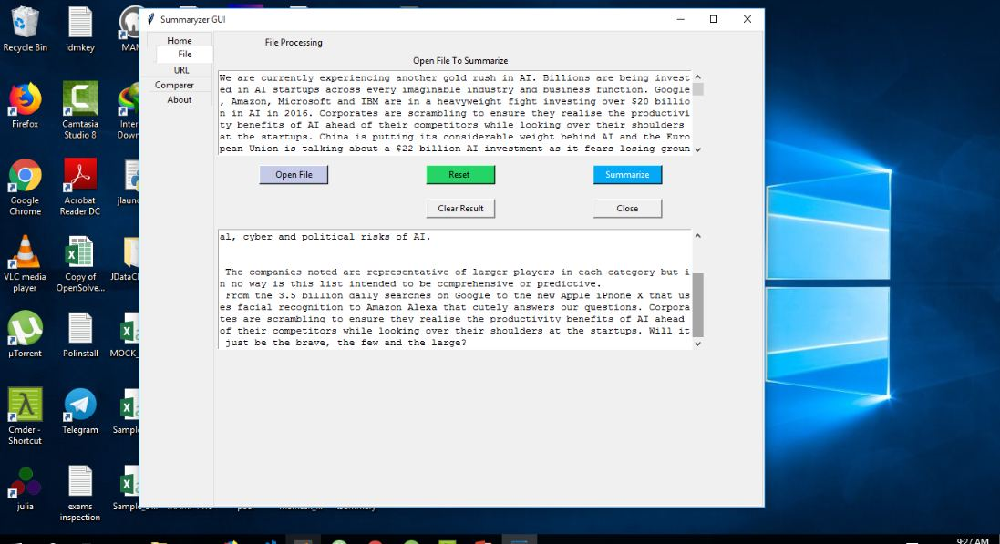 Summaryzer GUI
Home
File
URL
Comparer
About
File Processing
Open File To Summarize
We are currently experiencing another gold rush in AI. Billions are being invest
ed in AI startups across every imaginable industry and business function. Google
, Amazon, Microsoft and IBM are in a heavyweight fight investing over $20 billio
n in AI in 2016. Corporates are scrambling to ensure they realise the productivi
ty benefits of AI ahead of their competitors while looking over their shoulders
at the startups. China is putting its considerable weight behind AI and the Euro
pean Union is talking about a $22 billion AI investment as it fears losing groun
Open File
Reset
Summarize
Clear Result
Close
al, cyber and political risks of AI.
The companies noted are representative of larger players in each category but i
n no way is this list intended to be comprehensive or predictive.
From the 3.5 billion daily searches on Google to the new Apple iPhone X that us
es facial recognition to Amazon Alexa that cutely answers our questions. Corpora
tes are scrambling to ensure they realise the productivity benefits of AI ahead
of their competitors while looking over their shoulders at the startups. Will it
just be the brave, the few and the large?
Recycle Bin
idmkey
MAM
Firefox
Camtasia
Studio 8
Inter
Down
Google
Chrome
Acrobat
Reader DC
jlaunc
VLC media
player
Copy of
OpenSolve...
JDataCl
µTorrent
Polinstall
MOCK_
Cmder -
Shortcut
Telegram
Sample
julia
exams
inspection
Sample_D...
9:27 AM